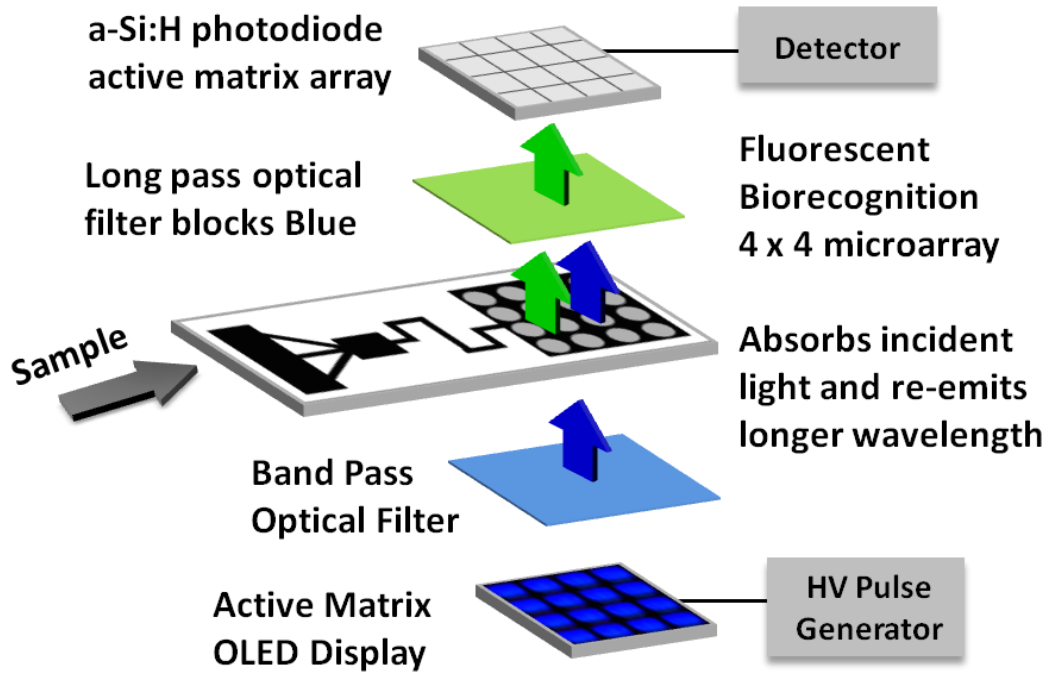 a-Si:H photodiode
active matrix array
Detector
Long pass optical
filter blocks Blue
Fluorescent
Biorecognition
4 x 4 microarray
Sample
Absorbs incident
light and re-emits
longer wavelength
Band Pass
Optical Filter
Active Matrix
OLED Display
HV Pulse
Generator